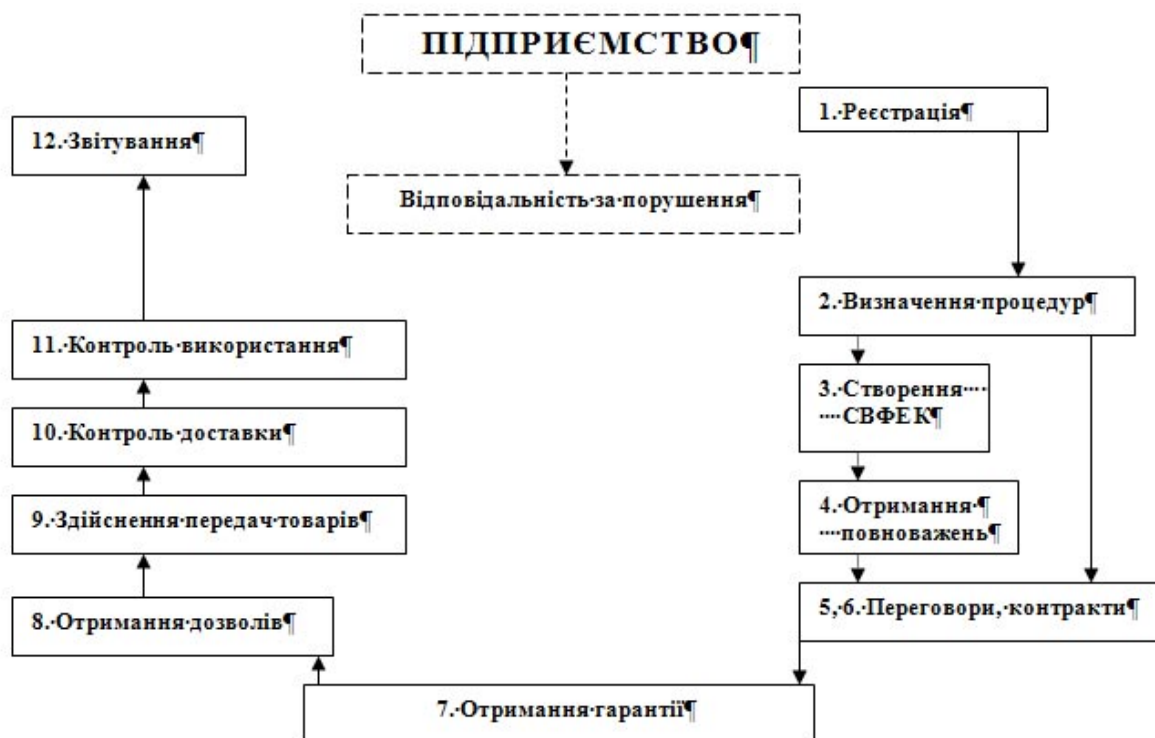 ПІДПРИЄМСТВО¶
1.·Реєстрація¶
12.·Звітування¶
Відповідальність·за·порушення¶
2.·Визначення·процедур¶
11.·Контроль·використання¶
3.·Створення····
····СВФЕК¶
10.·Контроль·доставки¶
4.·Отримання·¶
····повноважень¶
9.·Здійснення·передач·товарів¶
5,·6.·Переговори,·контракти¶
8.·Отримання·дозволів¶
7.·Отримання·гарантії¶